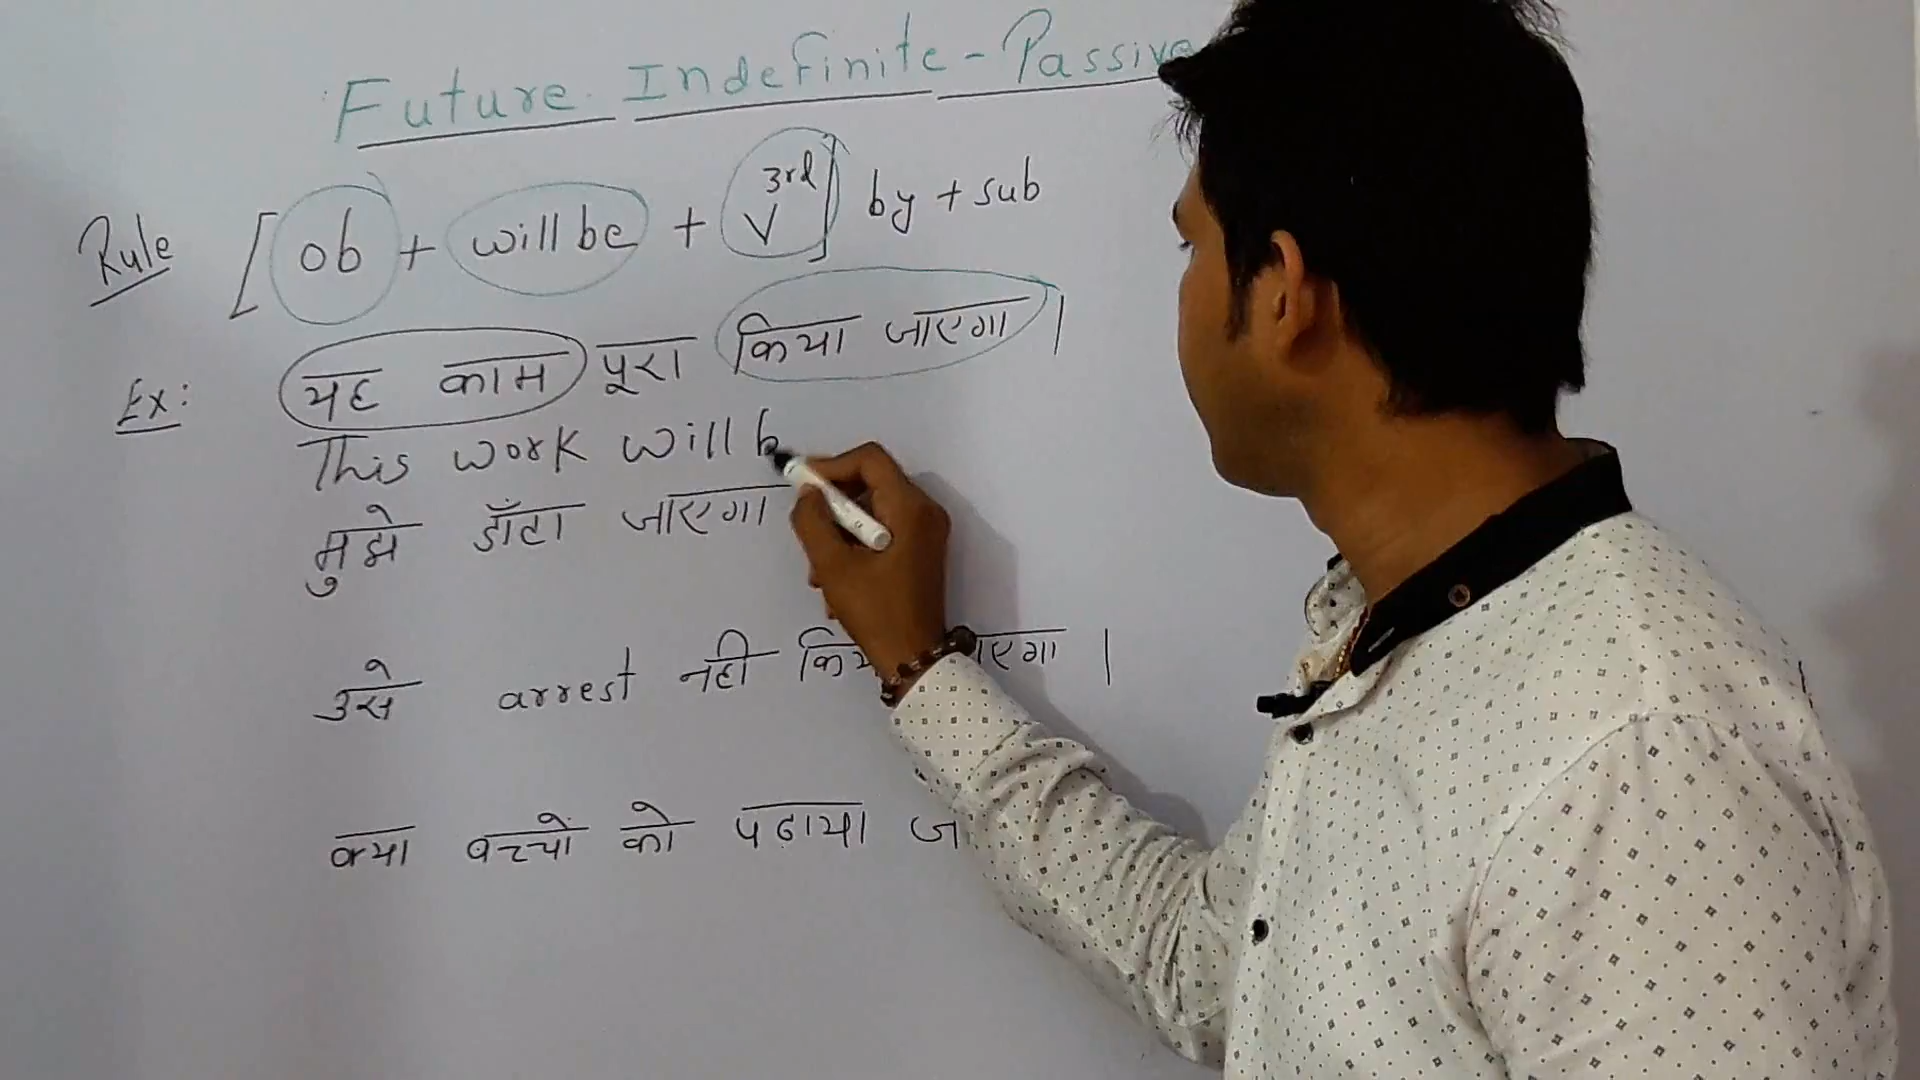 Future Indefinite - Passive
Rule [ob + will be + V 3rd] by + sub
Ex: यह काम पूरा किया जाएगा ।
This work will b
मुझे डाँटा जाएगा
उसे arrest नही
क्या बच्चों को पढ़ाया